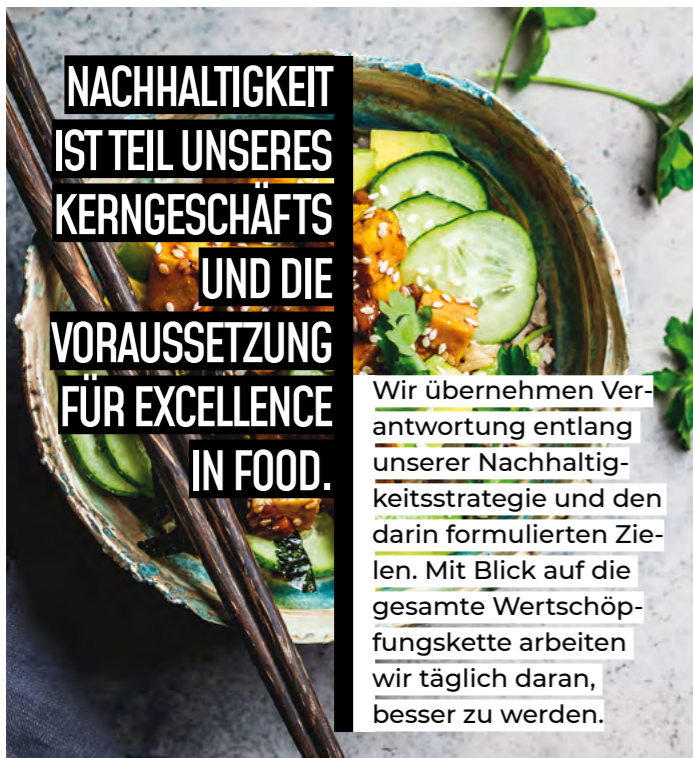 NACHHALTIGKEIT
IST TEIL UNSERES
KERNGESCHÄFTS
UND DIE
VORAUSSETZUNG
FÜR EXCELLENCE
IN FOOD.
Wir übernehmen Ver-
antwortung entlang
unserer Nachhaltig-
keitsstrategie und den
darin formulierten Zie-
len. Mit Blick auf die
gesamte Wertschöp-
fungskette arbeiten
wir täglich daran,
besser zu werden.